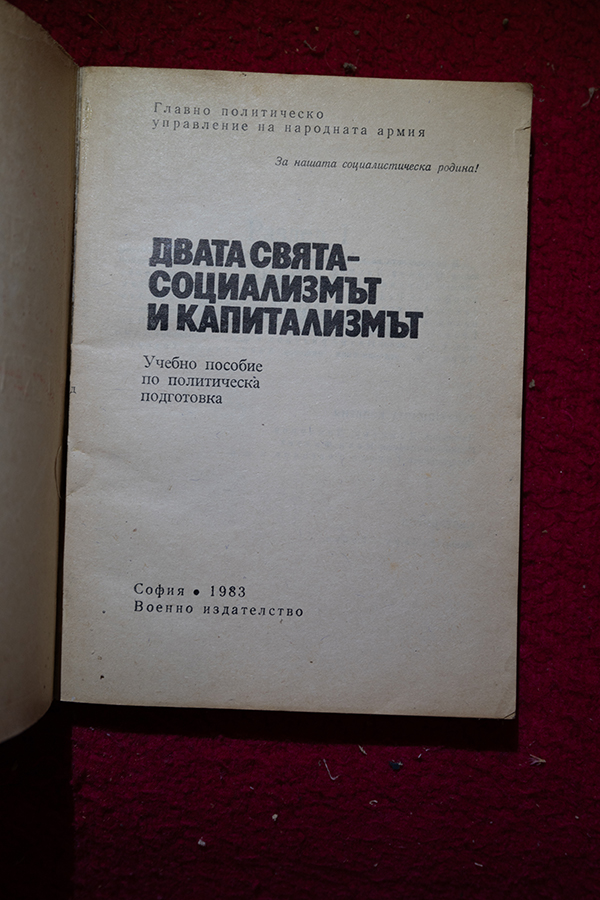 Главно политическо
управление на народната армия
За нашата социалистическа родина!
ДВАТА СВЯТА-
СОЦИАЛИЗМЪТ
И КАПИТАЛИЗМЪТ
Учебно пособие
по политическа
подготовка
д
София • 1983
Военно издателство